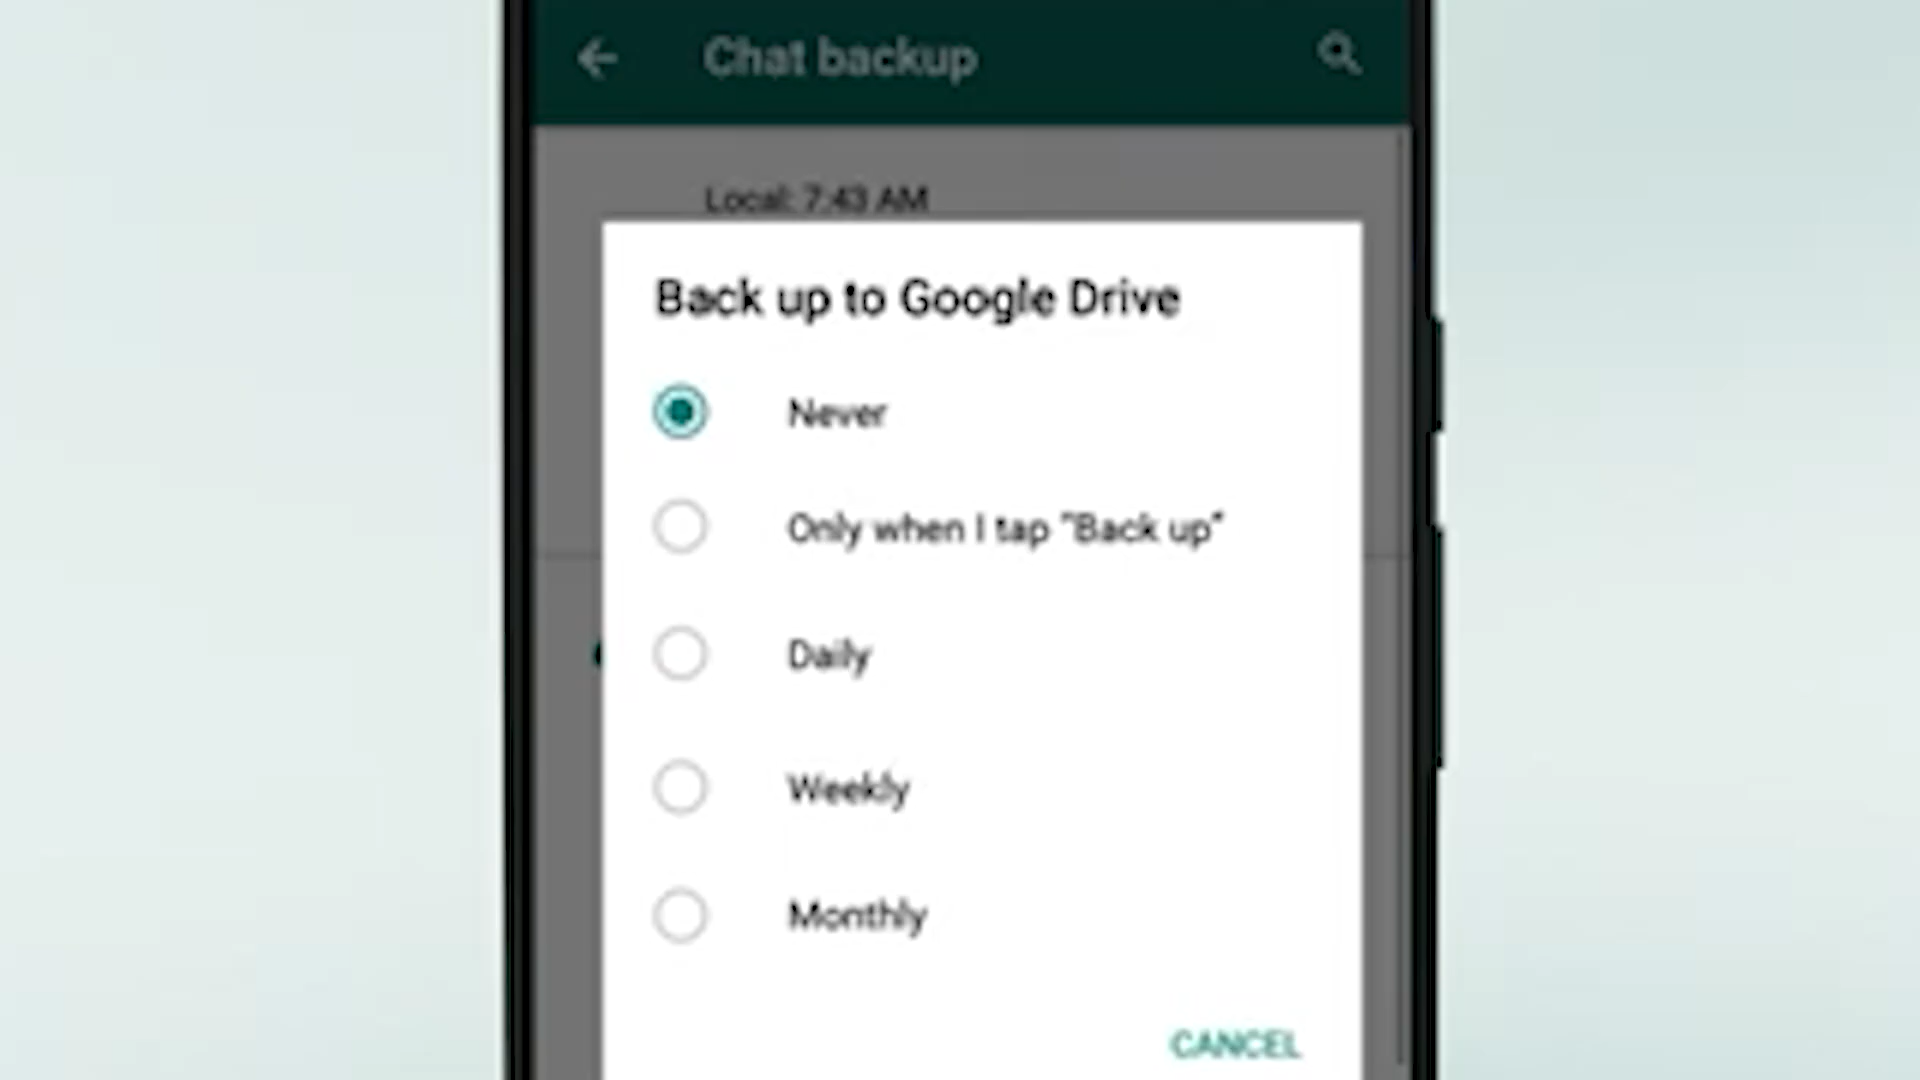 Chat backup
Local: 7:43 AM
Back up to Google Drive
Never
Only when I tap "Back up"
Daily
Weekly
Monthly
CANCEL